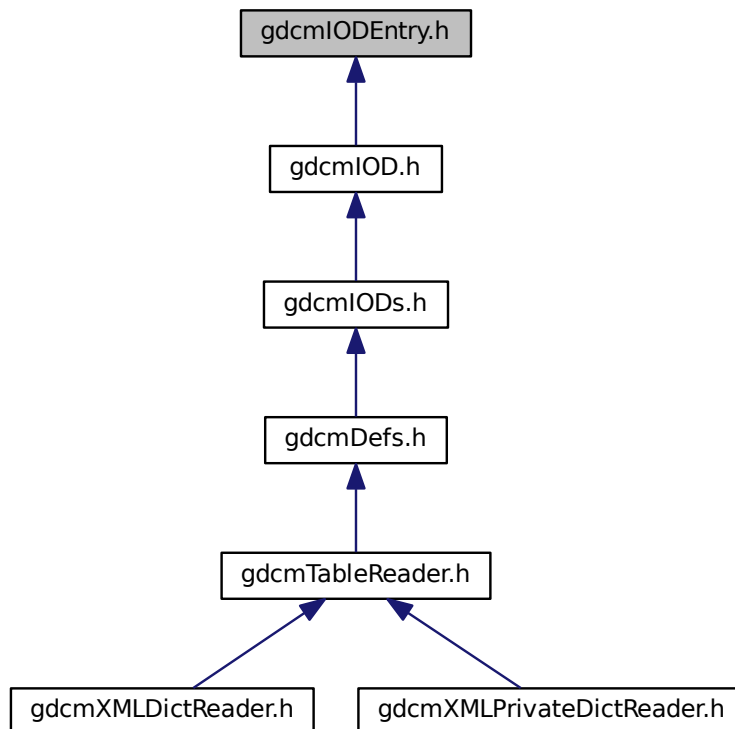 gdcmIODEntry.h
gdcmIOD.h
gdcmIODs.h
gdcmDefs.h
gdcmTableReader.h
gdcmXMLDictReader.h
gdcmXMLPrivateDictReader.h